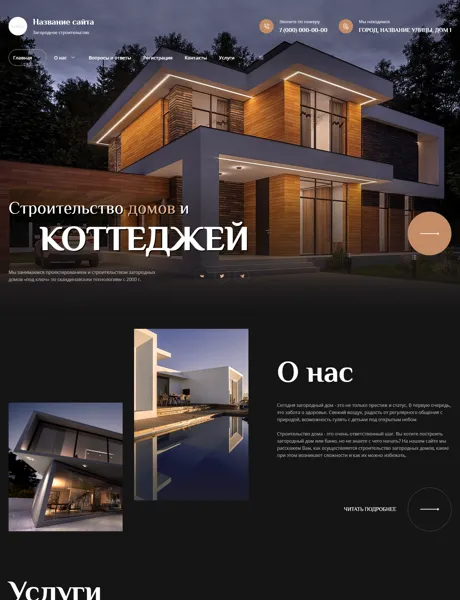 Название сайта
Загородное строительство
Звоните по номеру
7 (000) 000-00-00
Мы находимся
ГОРОД, НАЗВАНИЕ УЛИЦЫ, ДОМ 1
Главная
О нас
Вопросы и ответы
Регистрация
Контакты
Услуги
Строительство домов и
КОТТЕДЖЕЙ
Мы занимаемся проектированием и строительством загородных
домов «под ключ» по скандинавским технологиям с 2000 г.
О нас
Сегодня загородный дом - это не только престиж и статус. В первую очередь,
это забота о здоровье. Свежий воздух, радость от регулярного общения с
природой, возможность гулять с детьми под открытым небом.
Строительство дома - это очень ответственный шаг. Вы хотите построить
загородный дом или баню, но не знаете с чего начать? На нашем сайте мы
расскажем Вам, как осуществляется строительство загородных домов, какие
при этом возникают сложности и как их можно избежать.
ЧИТАТЬ ПОДРОБНЕЕ
Услуги